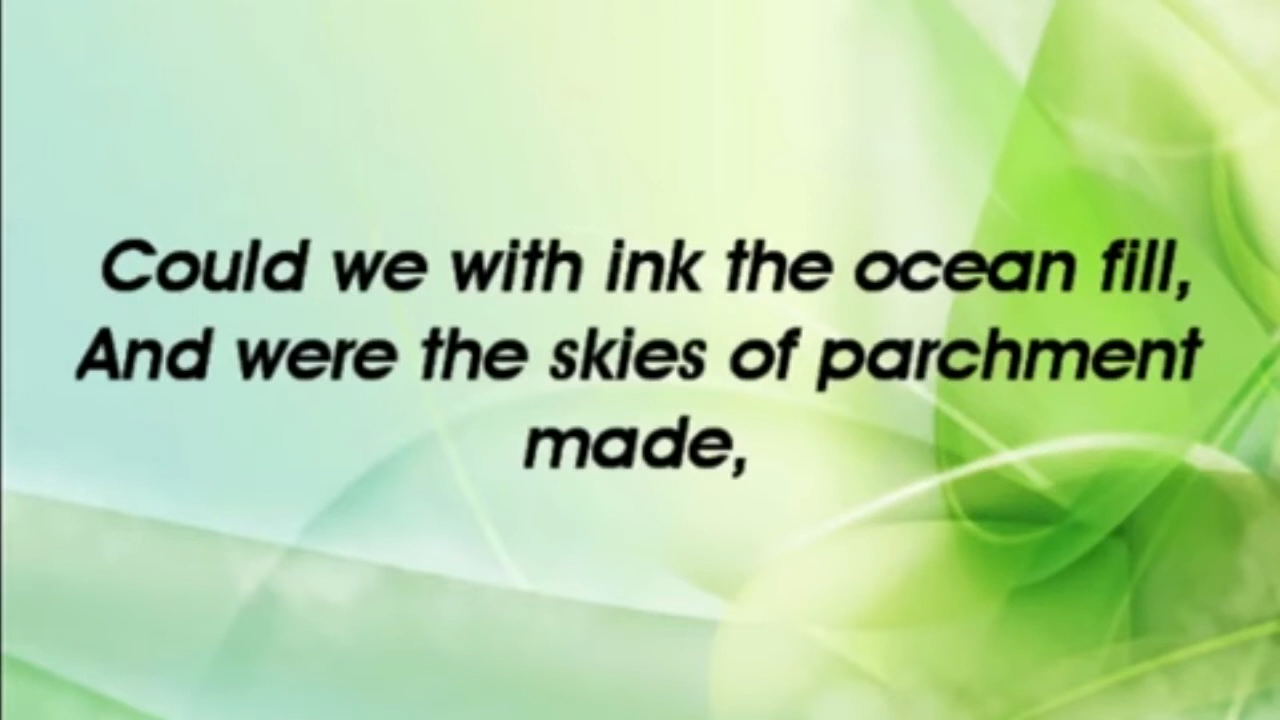 Could we with ink the ocean fill,
And were the skies of parchment
made,